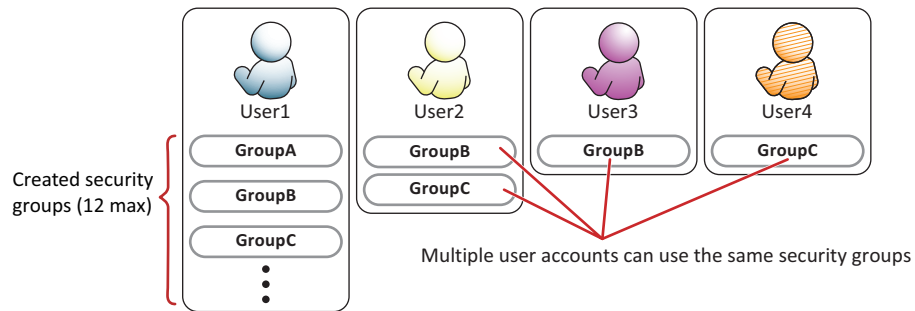 User1
User2
User3
User4
GroupA
GroupB
GroupC
GroupB
GroupC
GroupB
GroupC
Created security
groups (12 max)
Multiple user accounts can use the same security groups